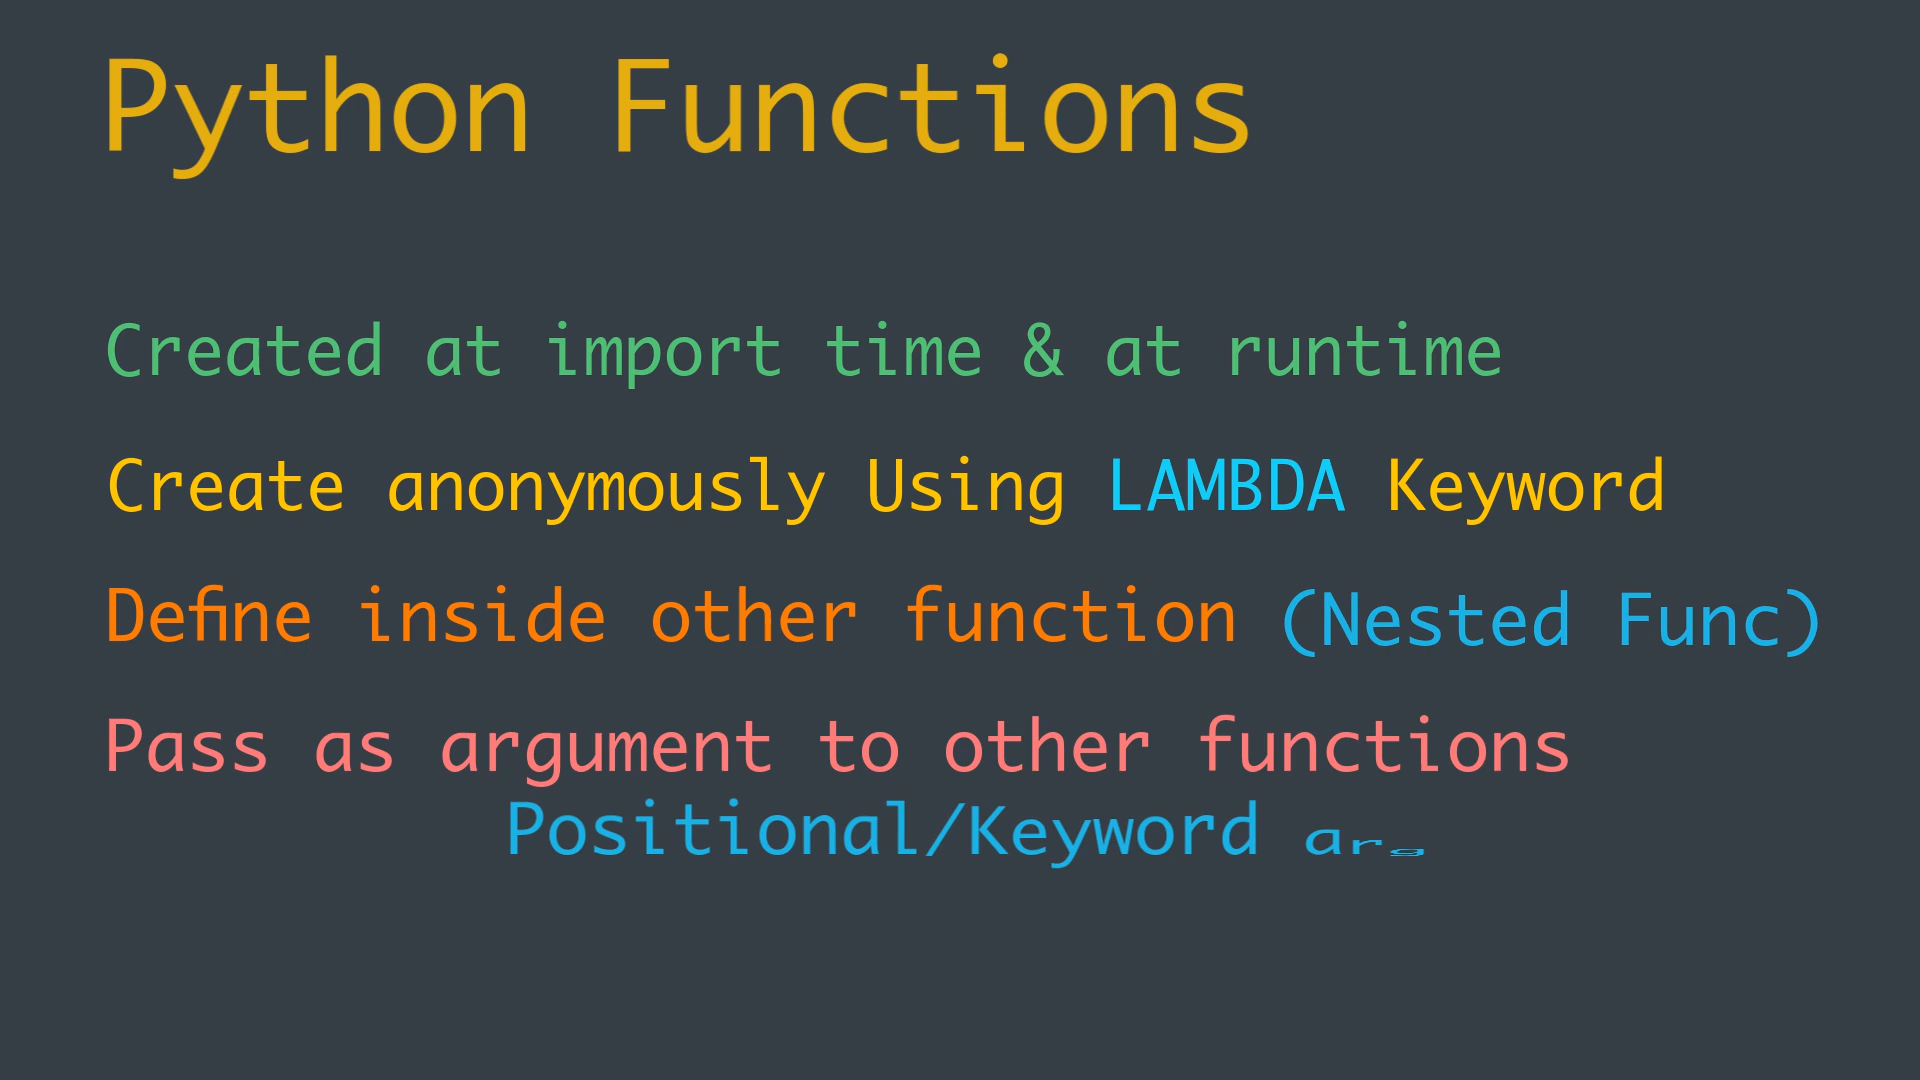 Python Functions
Created at import time & at runtime
Create anonymously Using LAMBDA Keyword
Define inside other function (Nested Func)
Pass as argument to other functions
Positional/Keyword arg